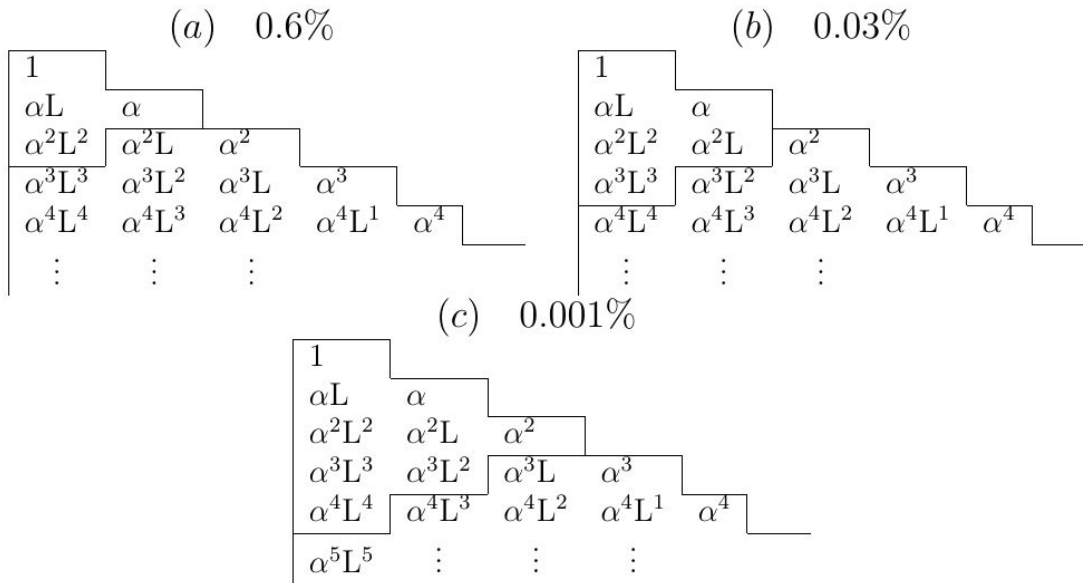 (a) 0.6%
1
αL α
α²L² α²L α²
α³L³ α³L² α³L α³
α⁴L⁴ α⁴L³ α⁴L² α⁴L¹ α⁴
⋮ ⋮ ⋮
(b) 0.03%
1
αL α
α²L² α²L α²
α³L³ α³L² α³L α³
α⁴L⁴ α⁴L³ α⁴L² α⁴L¹ α⁴
⋮ ⋮ ⋮
(c) 0.001%
1
αL α
α²L² α²L α²
α³L³ α³L² α³L α³
α⁴L⁴ α⁴L³ α⁴L² α⁴L¹ α⁴
α⁵L⁵ ⋮ ⋮ ⋮